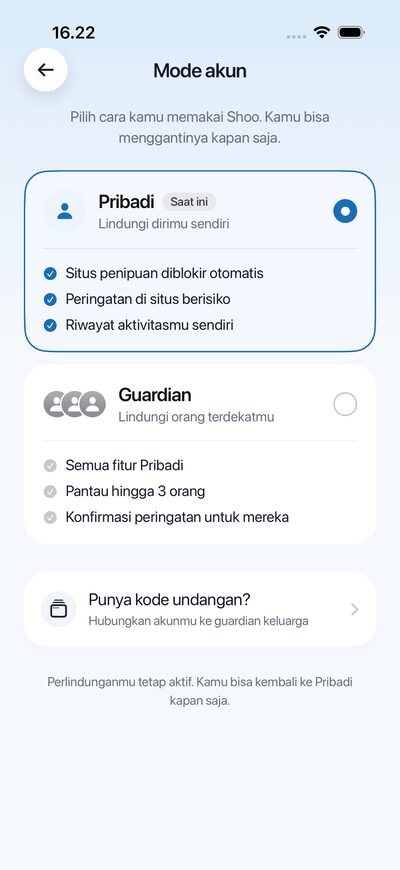 16.22
Mode akun
Pilih cara kamu memakai Shoo. Kamu bisa
menggantinya kapan saja.
Pribadi Saat ini
Lindungi dirimu sendiri
Situs penipuan diblokir otomatis
Peringatan di situs berisiko
Riwayat aktivitasmu sendiri
Guardian
Lindungi orang terdekatmu
Semua fitur Pribadi
Pantau hingga 3 orang
Konfirmasi peringatan untuk mereka
Punya kode undangan?
Hubungkan akunmu ke guardian keluarga
Perlindunganmu tetap aktif. Kamu bisa kembali ke Pribadi
kapan saja.